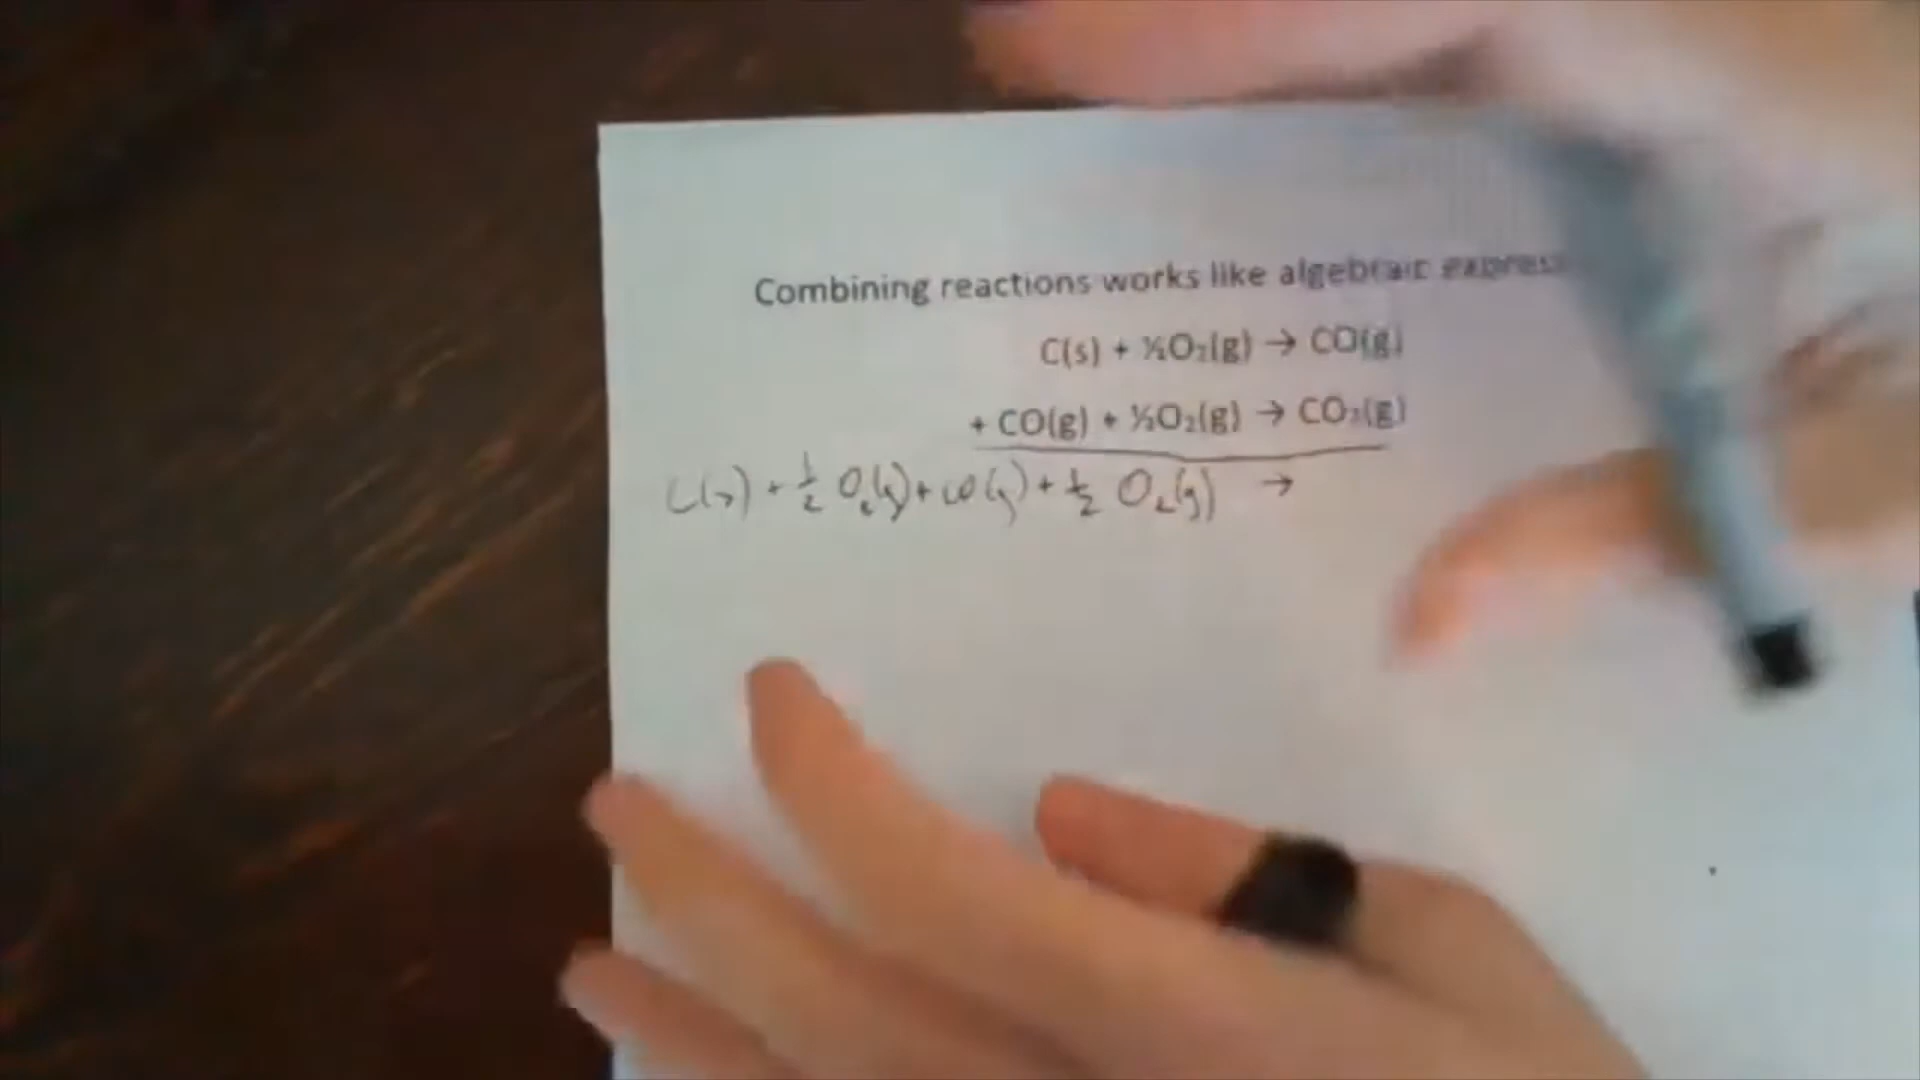 Combining reactions works like algebraic
C(s) + ½O₂(g) → CO(g)
+ CO(g) + ½O₂(g) → CO₂(g)
C(s) + ½ O₂(g) + CO(g) + ½ O₂(g) →